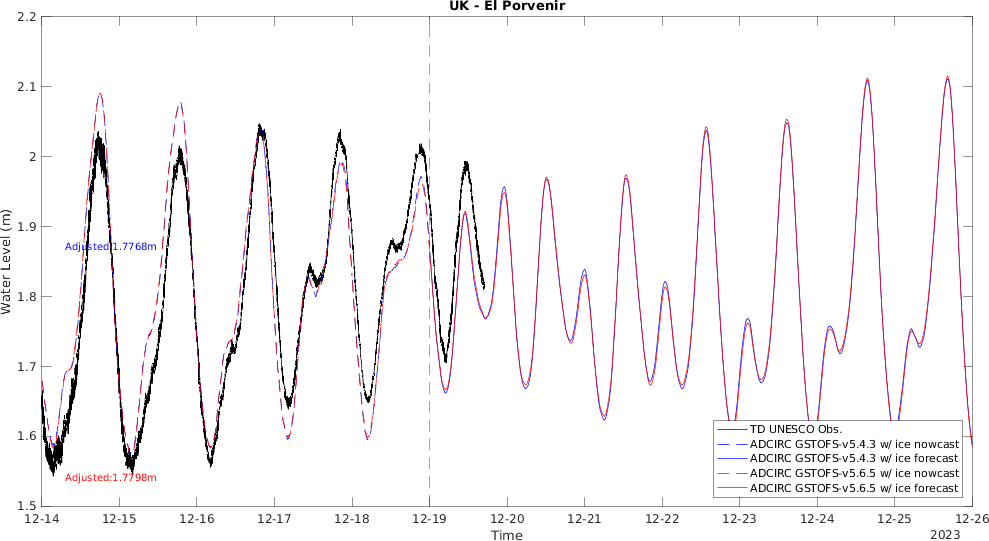 UK - El Porvenir
2.2
2.1
2
1.9
1.8
1.7
1.6
1.5
Water Level (m)
Adjusted:1.7768m
Adjusted:1.7798m
TD UNESCO Obs.
ADCIRC GSTOFS-v5.4.3 w/ ice nowcast
ADCIRC GSTOFS-v5.4.3 w/ ice forecast
ADCIRC GSTOFS-v5.6.5 w/ ice nowcast
ADCIRC GSTOFS-v5.6.5 w/ ice forecast
12-14 12-15 12-16 12-17 12-18 12-19 12-20 12-21 12-22 12-23 12-24 12-25 12-26
Time
2023